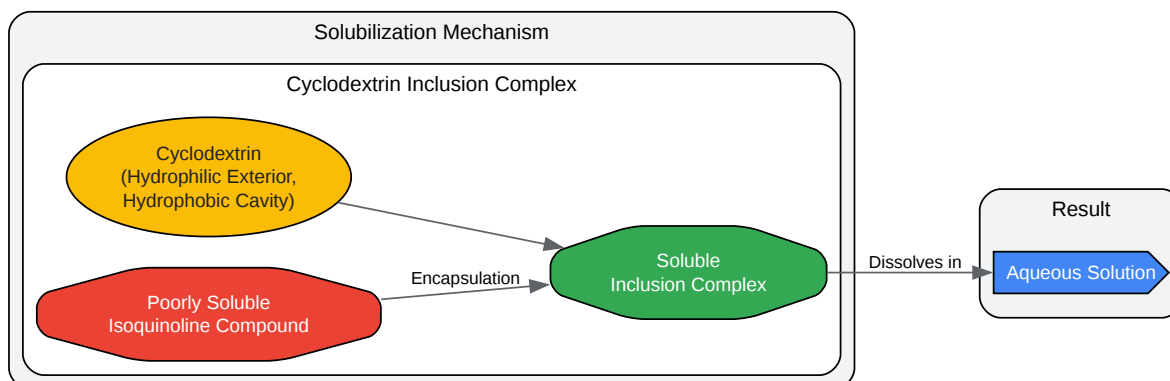 Solubilization Mechanism
Cyclodextrin Inclusion Complex
Cyclodextrin
(Hydrophilic Exterior,
Hydrophobic Cavity)
Poorly Soluble
Isoquinoline Compound
Encapsulation
Soluble
Inclusion Complex
Dissolves in
Result
Aqueous Solution